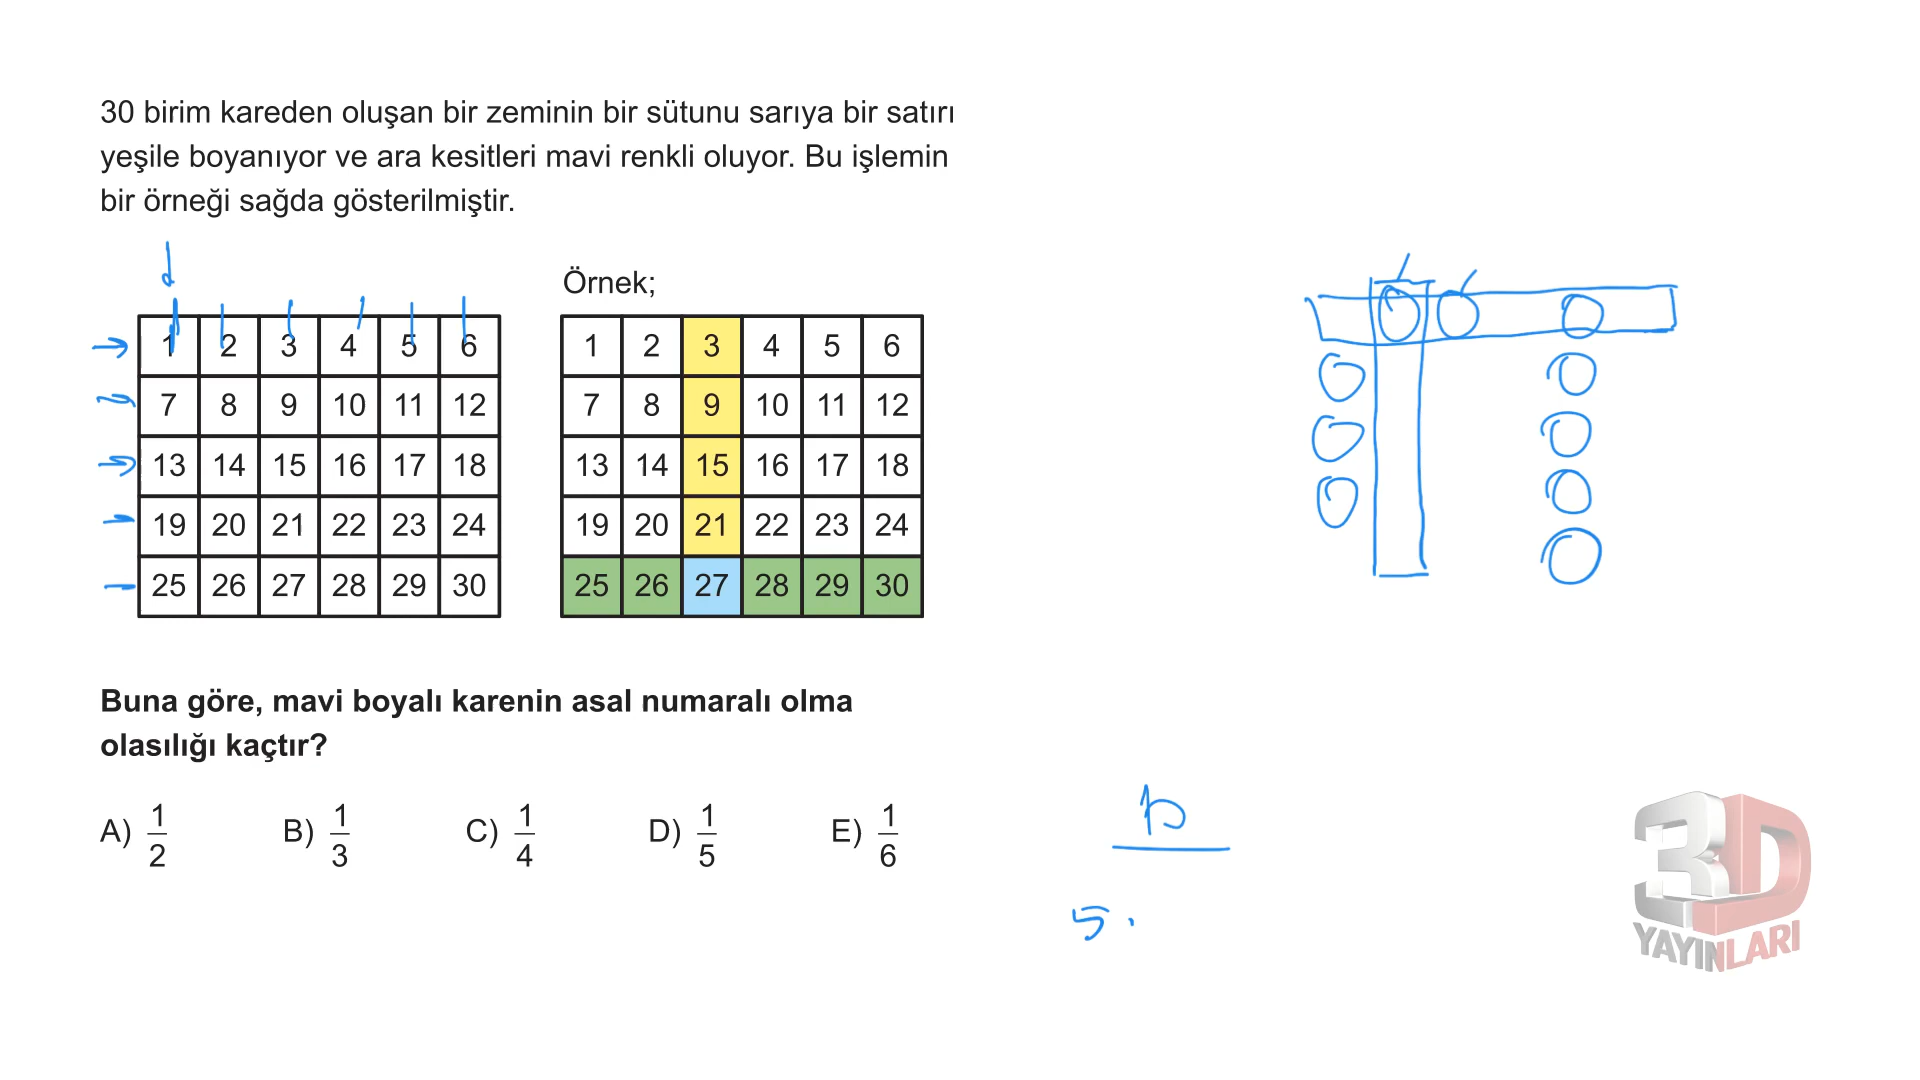 30 birim kareden oluşan bir zeminin bir sütunu sarıya bir satırı
yeşile boyanıyor ve ara kesitleri mavi renkli oluyor. Bu işlemin
bir örneği sağda gösterilmiştir.
Örnek;
1 2 3 4 5 6
7 8 9 10 11 12
13 14 15 16 17 18
19 20 21 22 23 24
25 26 27 28 29 30
1 2 3 4 5 6
7 8 9 10 11 12
13 14 15 16 17 18
19 20 21 22 23 24
25 26 27 28 29 30
Buna göre, mavi boyalı karenin asal numaralı olma
olasılığı kaçtır?
A) 1/2 B) 1/3 C) 1/4 D) 1/5 E) 1/6
10
5 .
3D
YAYINLARI